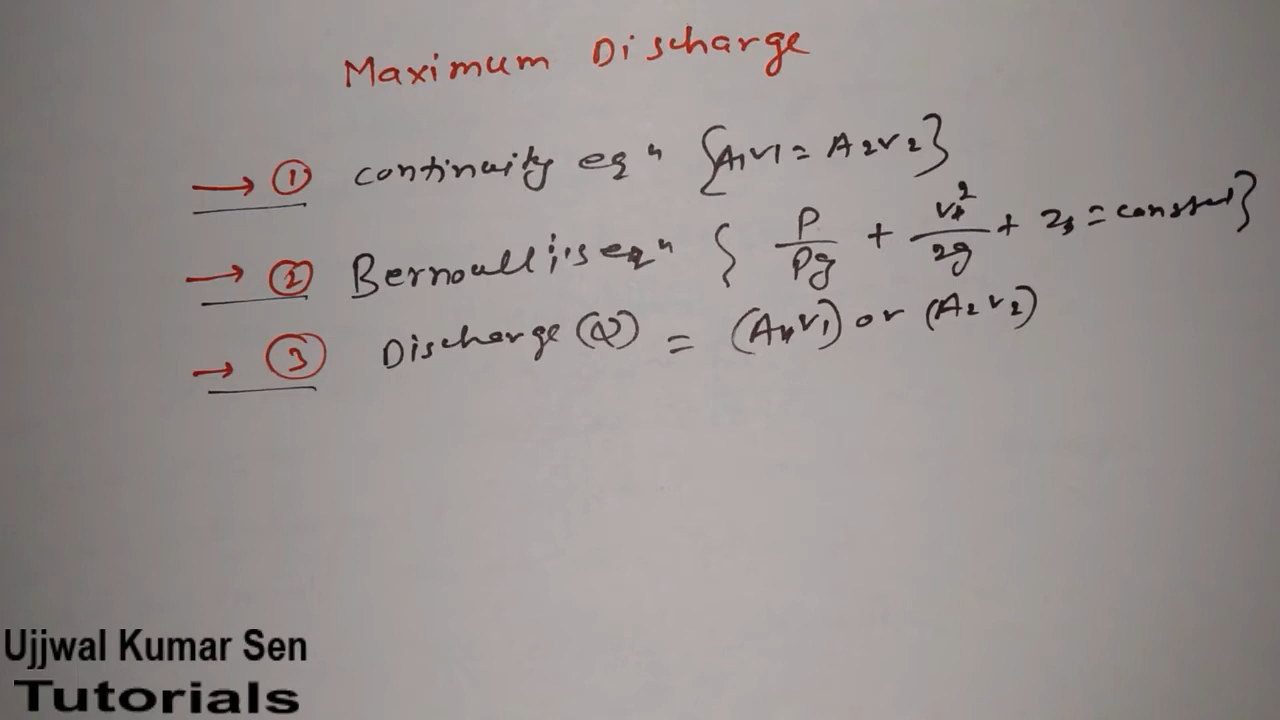 Maximum Discharge
→ ① continuity eqⁿ {A₁V₁ = A₂V₂}
→ ② Bernoulli's eqⁿ { P/ρg + V²/2g + z = constant}
→ ③ Discharge (Q) = (A₁V₁) or (A₂V₂)
Ujjwal Kumar Sen
Tutorials